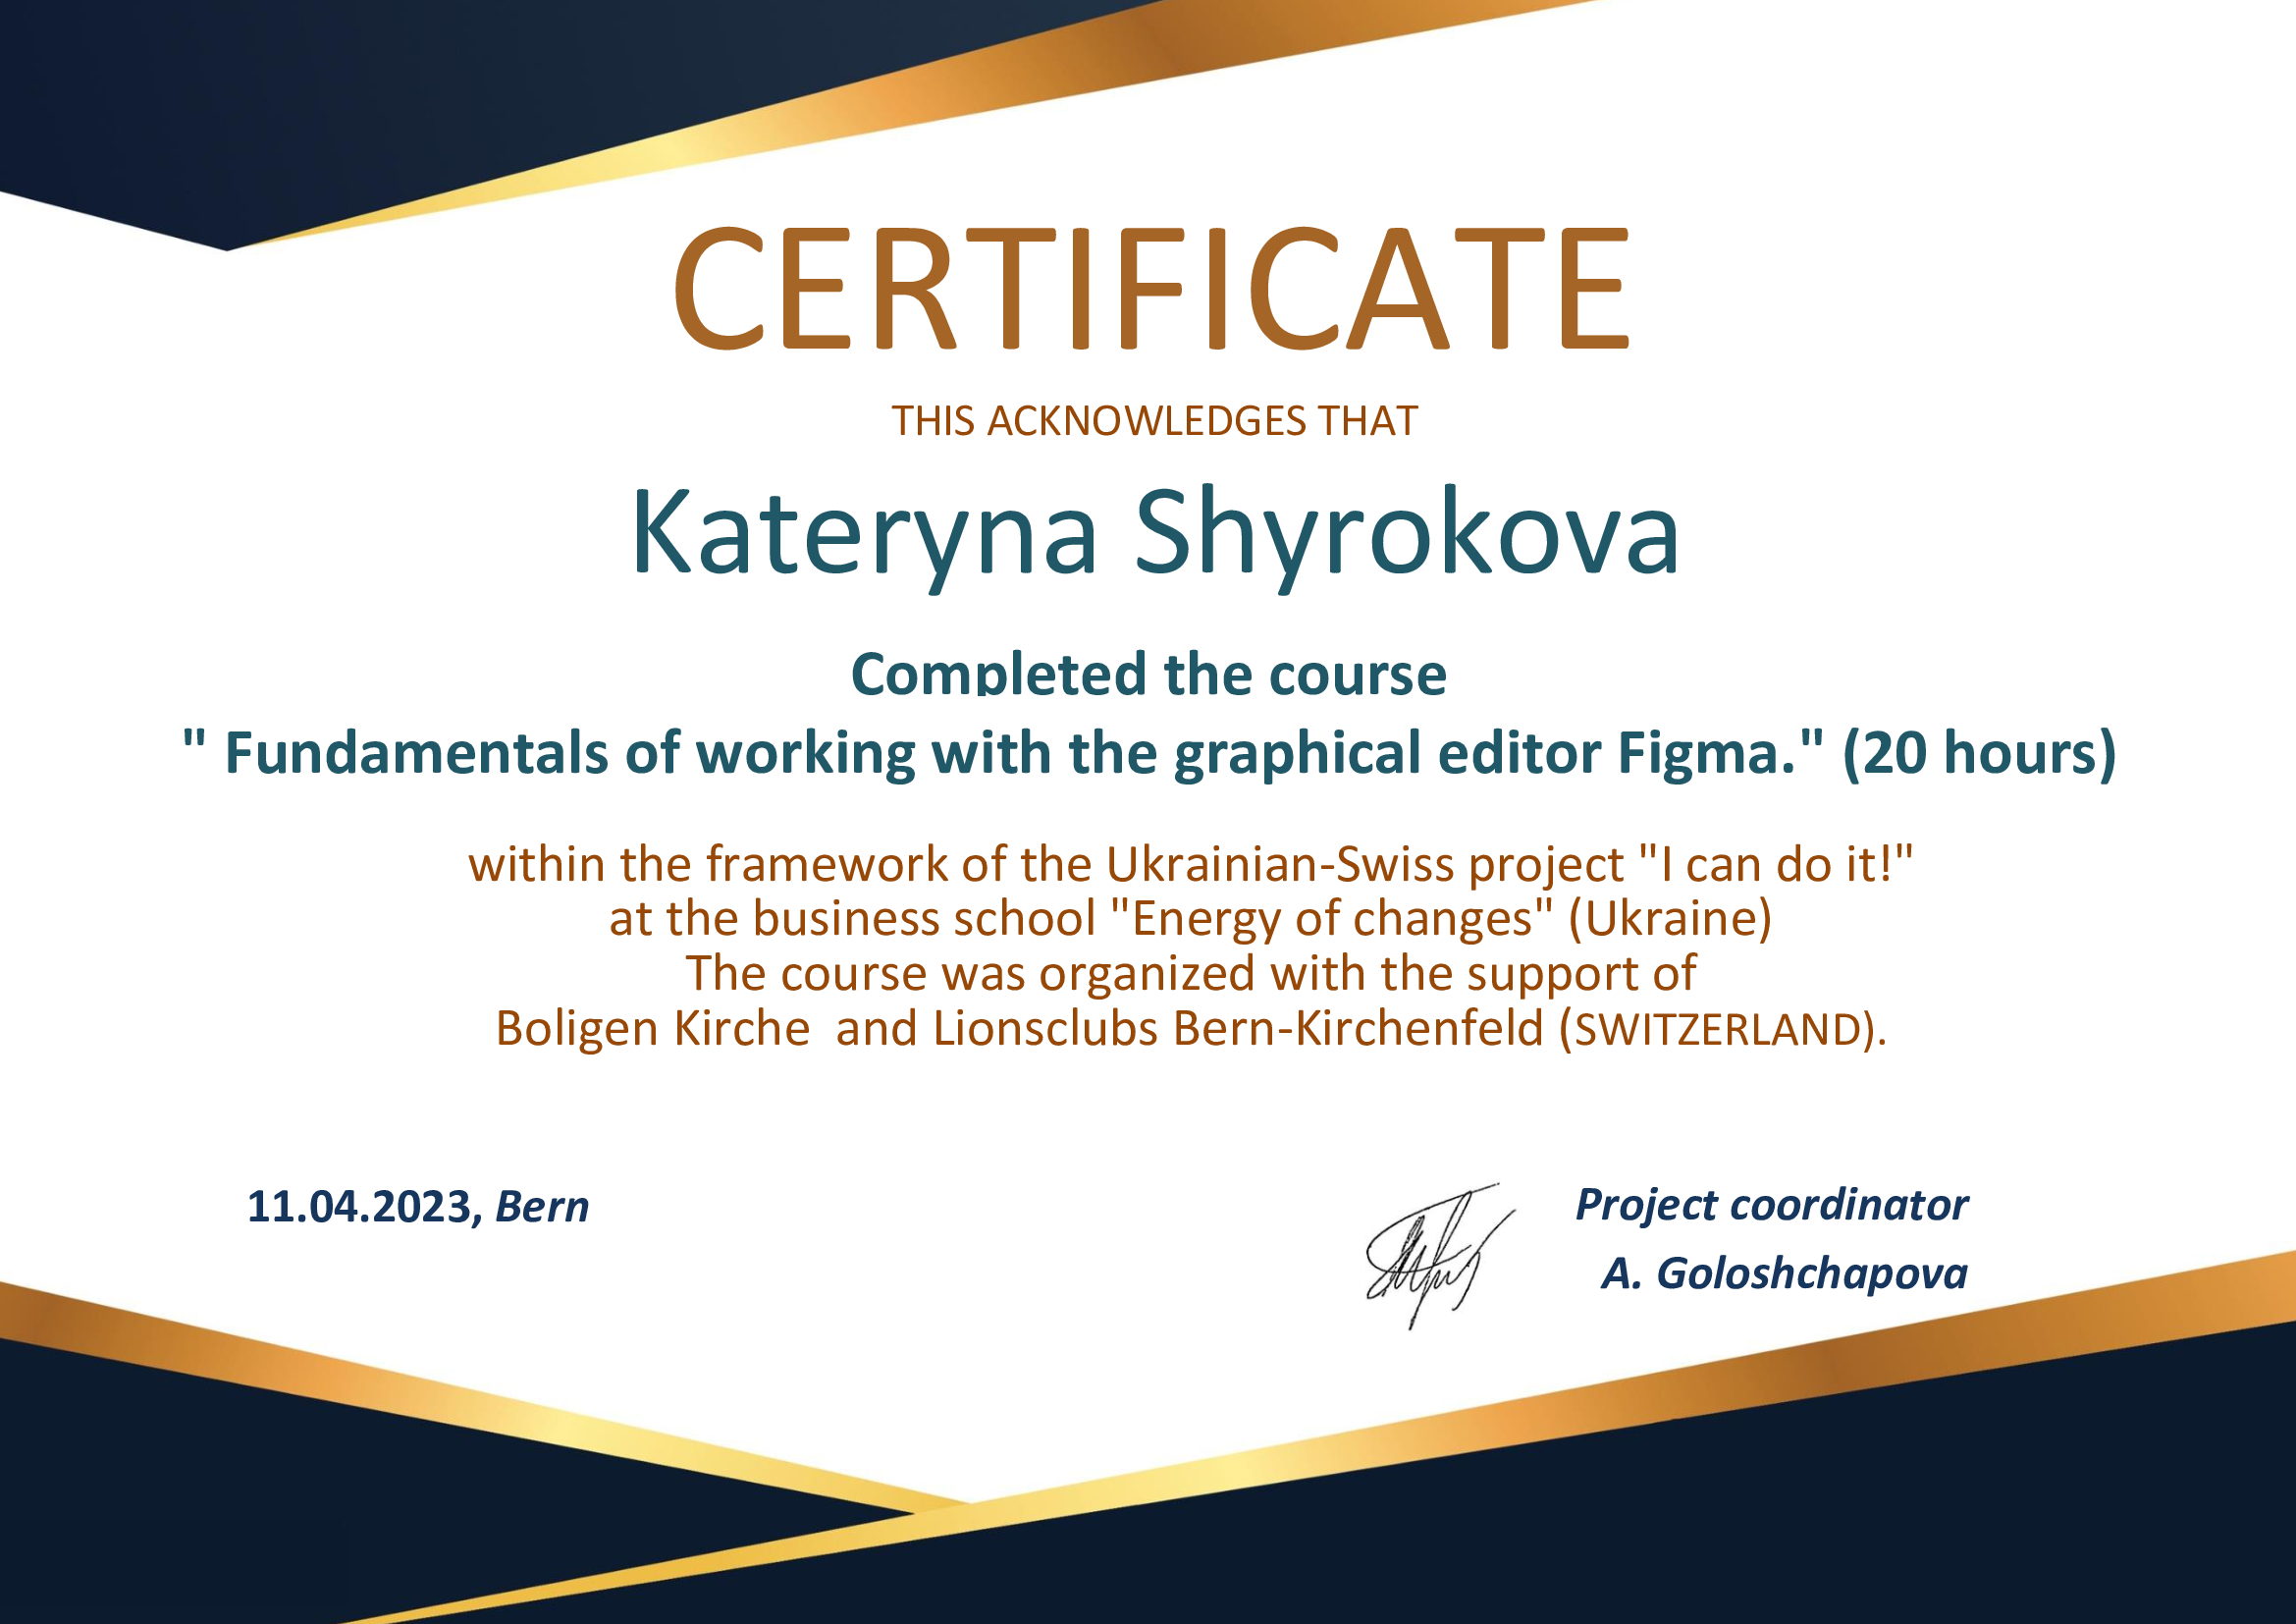 CERTIFICATE
THIS ACKNOWLEDGES THAT
Kateryna Shyrokova
Completed the course
" Fundamentals of working with the graphical editor Figma." (20 hours)
within the framework of the Ukrainian-Swiss project "I can do it!"
at the business school "Energy of changes" (Ukraine)
The course was organized with the support of
Boligen Kirche  and Lionsclubs Bern-Kirchenfeld (SWITZERLAND).
11.04.2023, Bern
Project coordinator
A. Goloshchapova